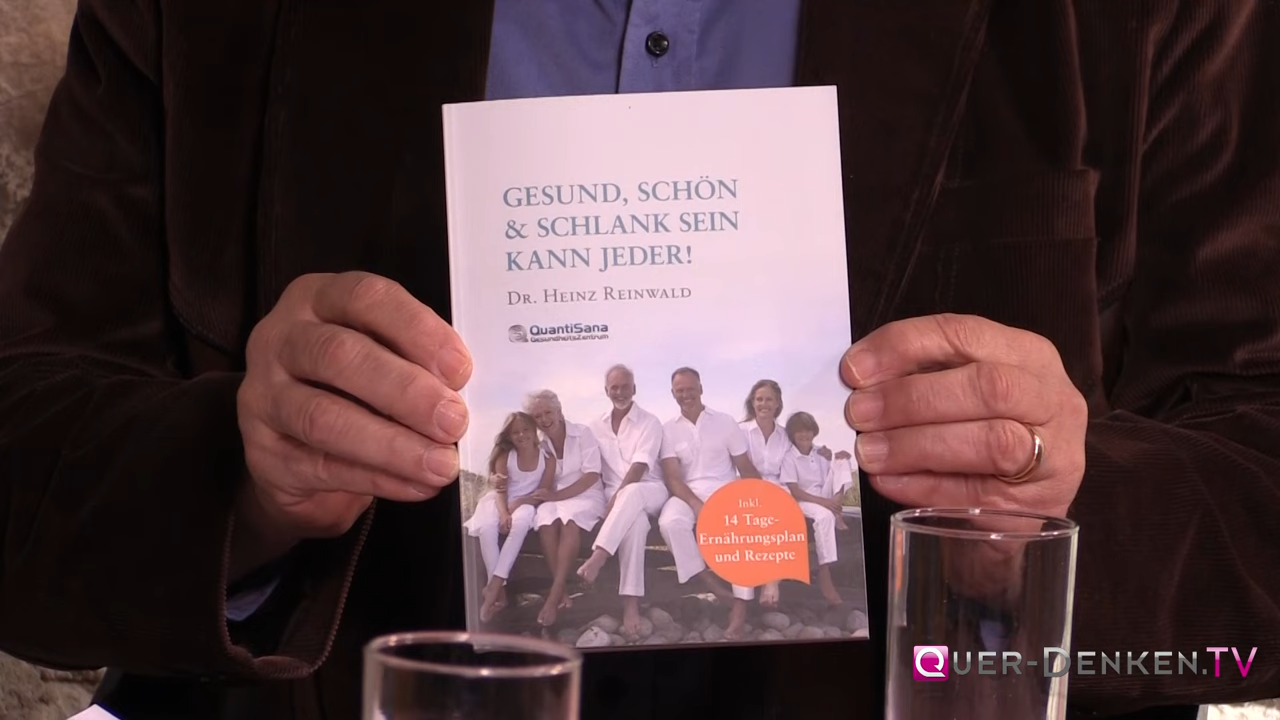 GESUND, SCHÖN
& SCHLANK SEIN
KANN JEDER!
DR. HEINZ REINWALD
QuantiSana
GesundheitsZentrum
Inkl.
14 Tage-
Ernährungsplan
und Rezepte
QUER-DENKEN.TV